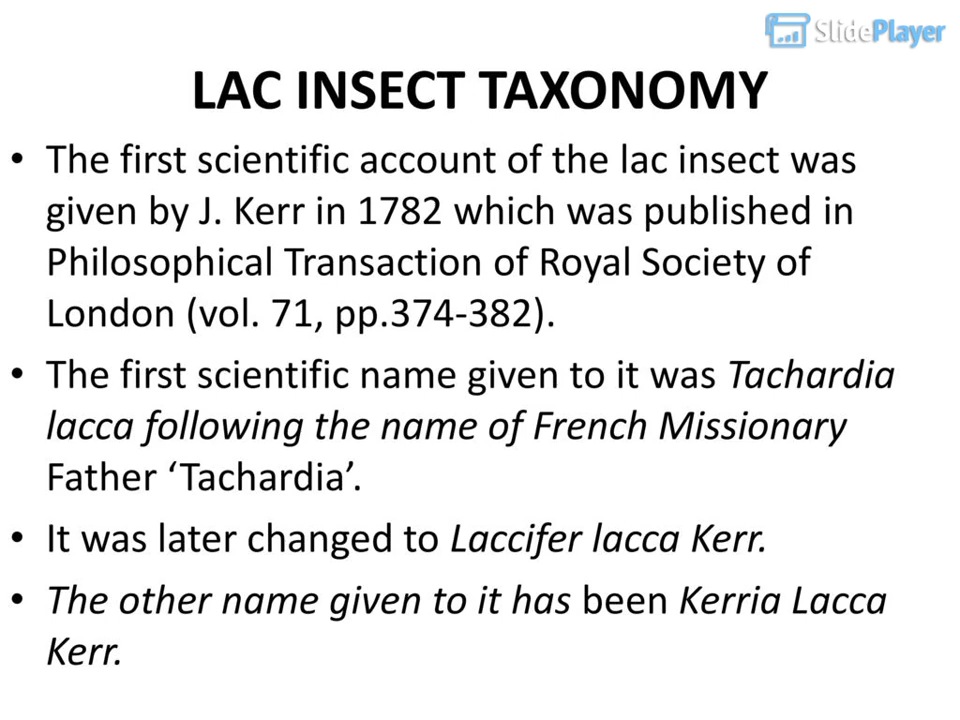 SlidePlayer
LAC INSECT TAXONOMY
• The first scientific account of the lac insect was
given by J. Kerr in 1782 which was published in
Philosophical Transaction of Royal Society of
London (vol. 71, pp.374-382).
• The first scientific name given to it was Tachardia
lacca following the name of French Missionary
Father ‘Tachardia’.
• It was later changed to Laccifer lacca Kerr.
• The other name given to it has been Kerria Lacca
Kerr.